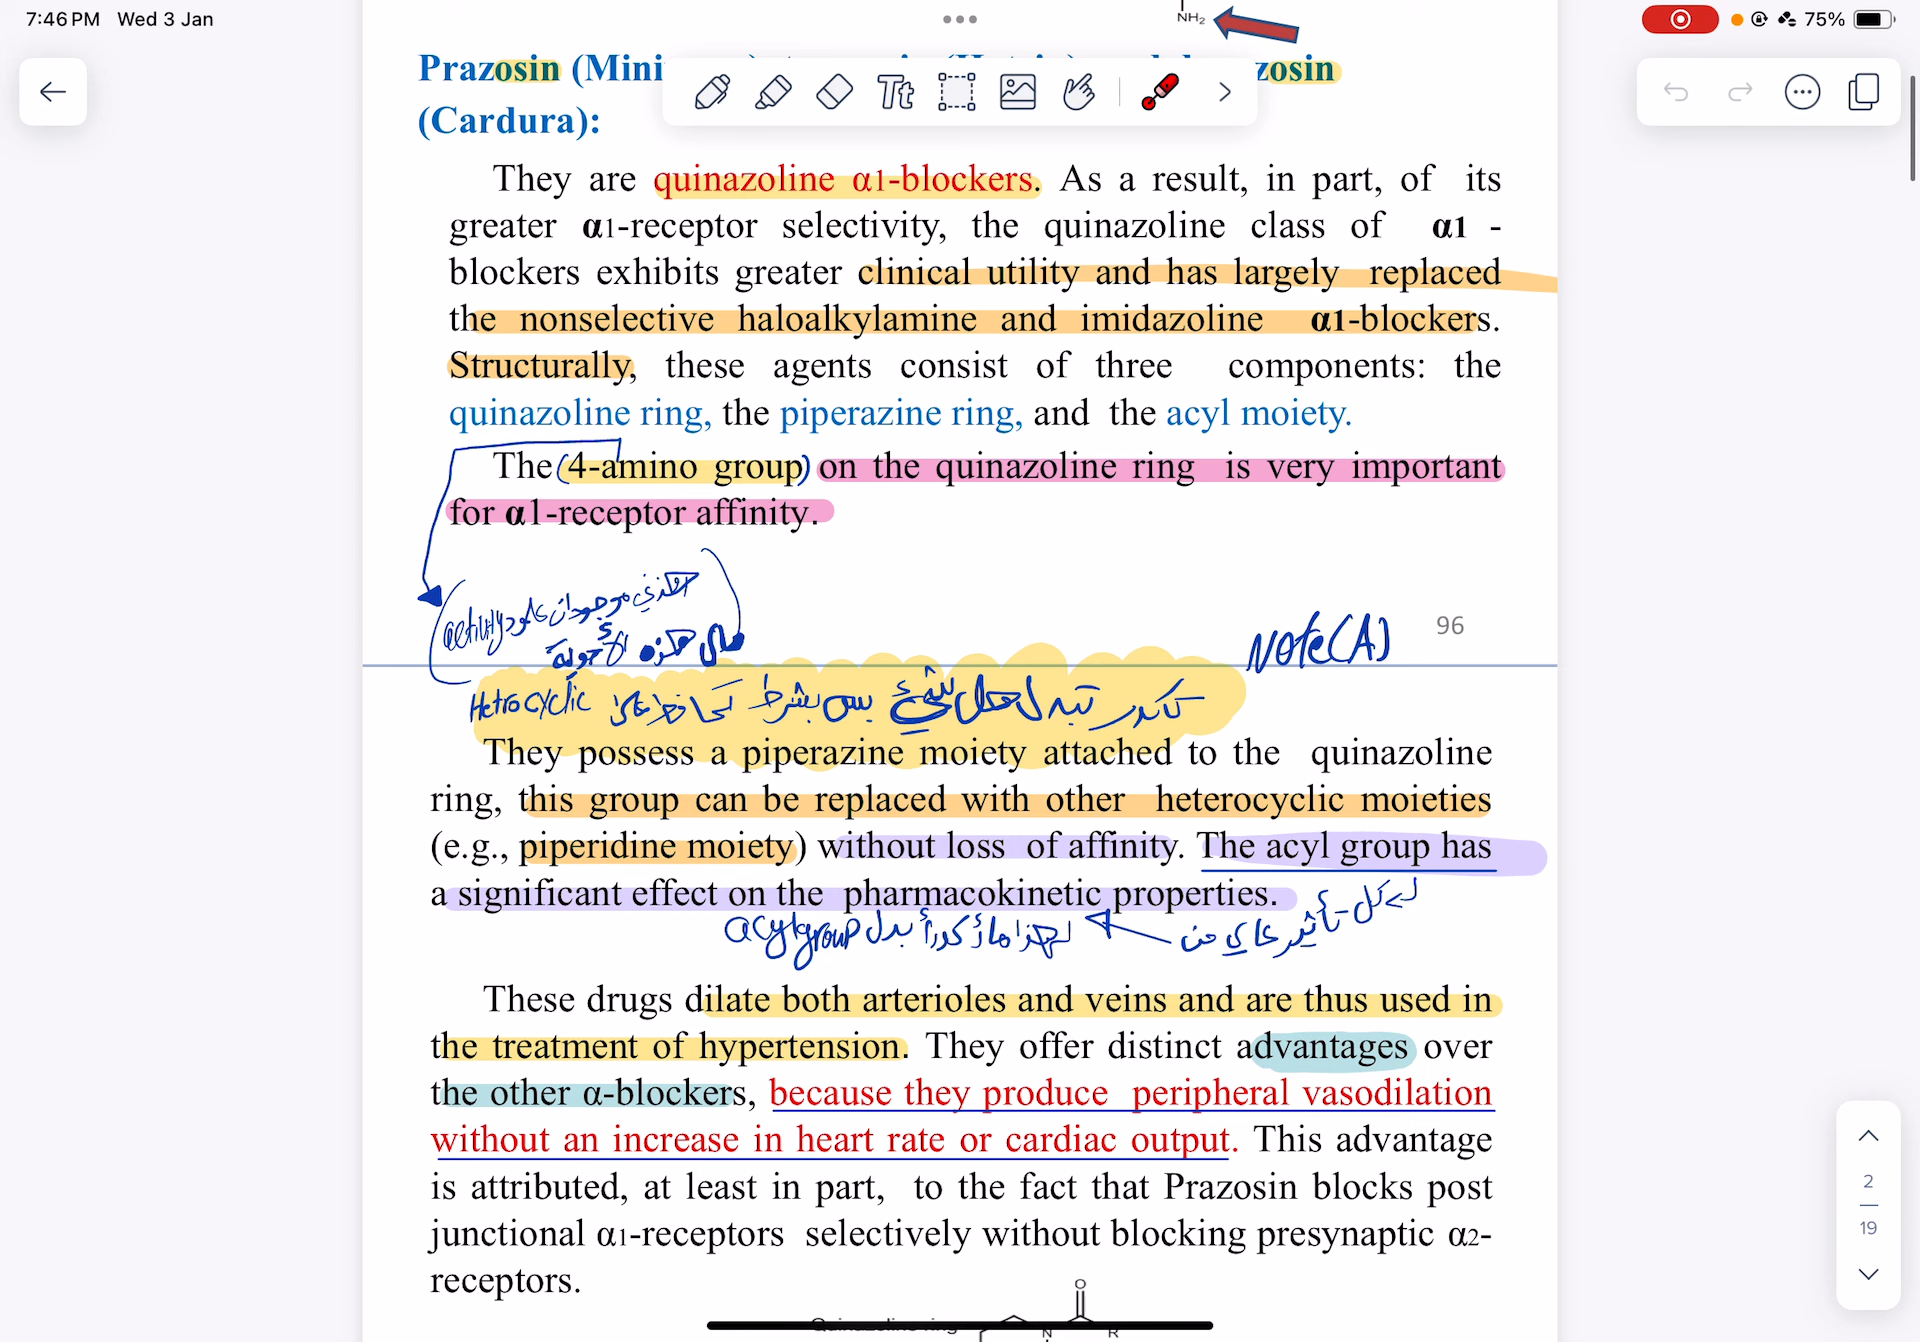 7:46 PM Wed 3 Jan
75%
NH2
Prazosin (Mini zosin
(Cardura):
They are quinazoline α1-blockers. As a result, in part, of its
greater α1-receptor selectivity, the quinazoline class of α1 -
blockers exhibits greater clinical utility and has largely replaced
the nonselective haloalkylamine and imidazoline α1-blockers.
Structurally, these agents consist of three components: the
quinazoline ring, the piperazine ring, and the acyl moiety.
The (4-amino group) on the quinazoline ring is very important
for α1-receptor affinity.
activity
Note(A) 96
Hetrocyclic بس بشرط
They possess a piperazine moiety attached to the quinazoline
ring, this group can be replaced with other heterocyclic moieties
(e.g., piperidine moiety) without loss of affinity. The acyl group has
a significant effect on the pharmacokinetic properties.
acyl group بدل
These drugs dilate both arterioles and veins and are thus used in
the treatment of hypertension. They offer distinct advantages over
the other α-blockers, because they produce peripheral vasodilation
without an increase in heart rate or cardiac output. This advantage
is attributed, at least in part, to the fact that Prazosin blocks post
junctional α1-receptors selectively without blocking presynaptic α2-
receptors.
O
N R
2
19